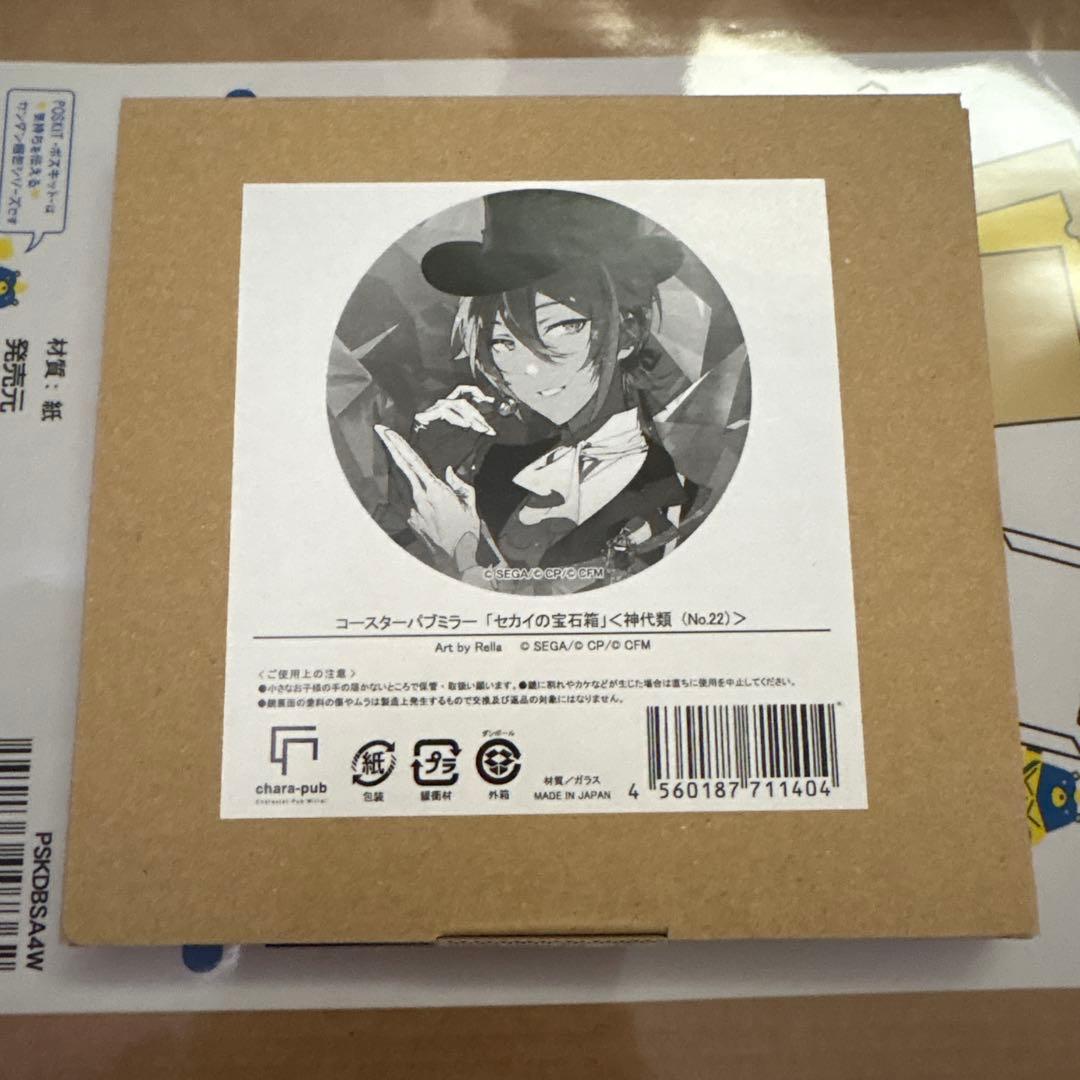 POSKIT -ポスキット-は
気持ちを伝える
カンタン梱包シリーズです
材質：紙
発売元
PSKDBSA4W
© SEGA/© CP/© CFM
コースターパブミラー「セカイの宝石箱」＜神代類（No.22）＞
Art by Rella © SEGA/© CP/© CFM
＜ご使用上の注意＞
●小さなお子様の手の届かないところで保管・取扱い願います。●鏡に割れやカケなどが生じた場合は直ちに使用を中止してください。
●鏡裏面の塗料の傷やムラは製造上発生するもので交換及び返品の対象にはなりません。
chara-pub
Character Pub Mirror
紙
包装
プラ
緩衝材
ダンボール
外箱
材質／ガラス
MADE IN JAPAN
4 560187 711404